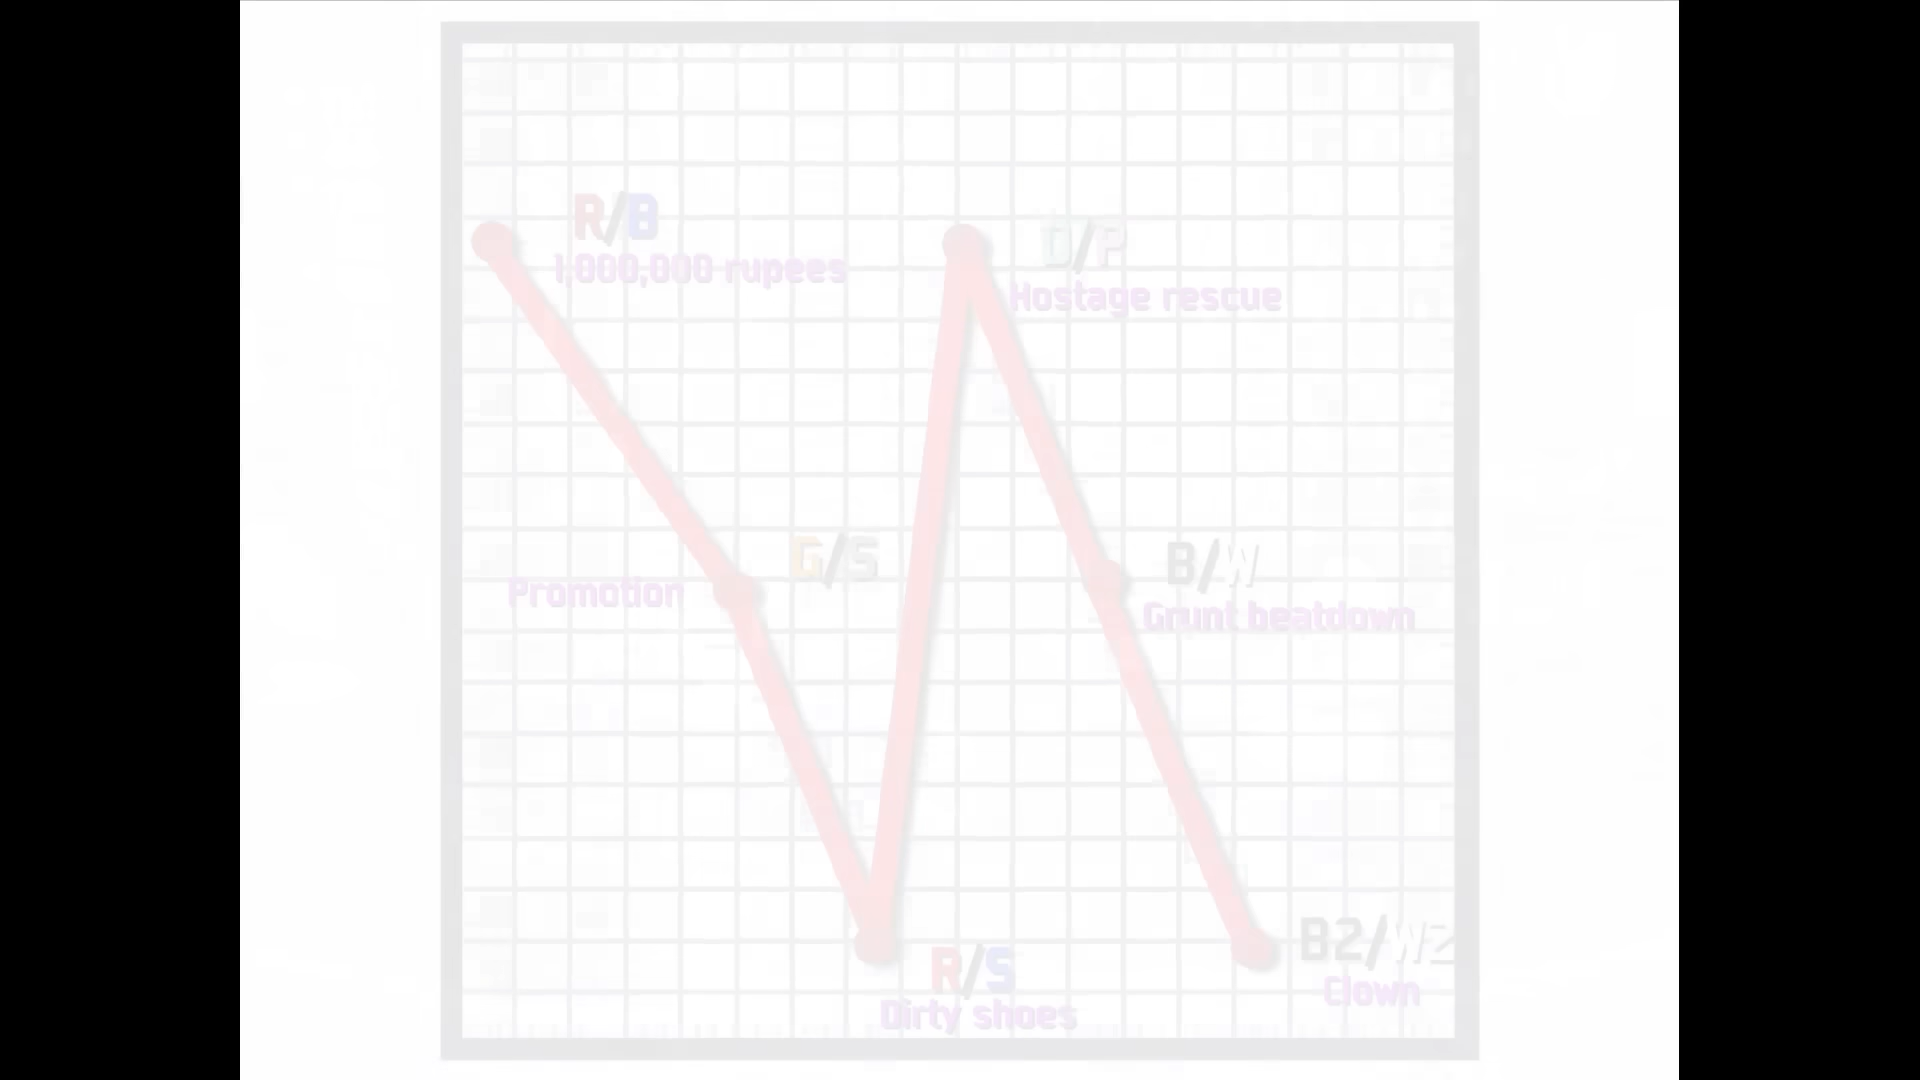 R/B
1,000,000 rupees
D/P
Hostage rescue
G/S
Promotion
B/W
Grunt beatdown
R/S
Dirty shoes
B2/W2
Clown